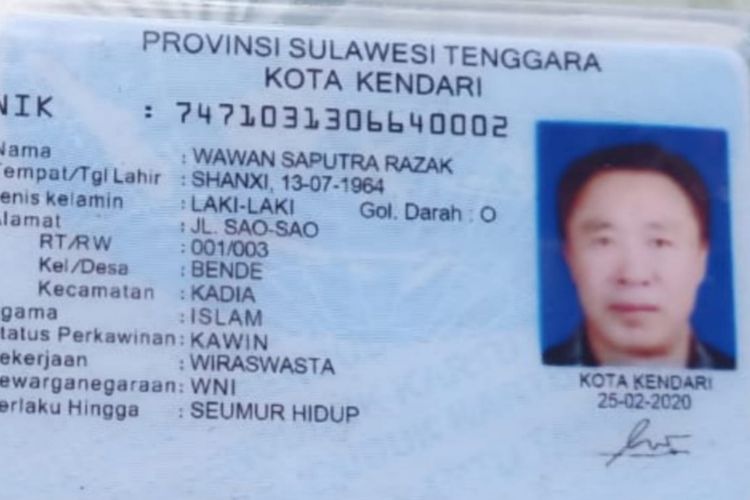 PROVINSI SULAWESI TENGGARA
KOTA KENDARI
NIK : 7471031306640002
Nama : WAWAN SAPUTRA RAZAK
Tempat/Tgl Lahir : SHANXI, 13-07-1964
Jenis kelamin : LAKI-LAKI Gol. Darah : O
Alamat : JL. SAO-SAO
RT/RW : 001/003
Kel/Desa : BENDE
Kecamatan : KADIA
Agama : ISLAM
Status Perkawinan: KAWIN
Pekerjaan : WIRASWASTA
Kewarganegaraan: WNI
Berlaku Hingga : SEUMUR HIDUP
KOTA KENDARI
25-02-2020